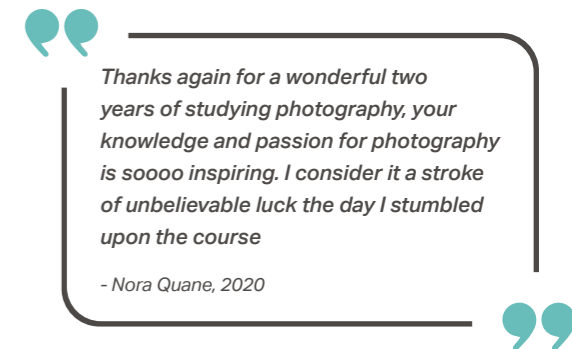 Thanks again for a wonderful two
years of studying photography, your
knowledge and passion for photography
is soooo inspiring. I consider it a stroke
of unbelievable luck the day I stumbled
upon the course
- Nora Quane, 2020